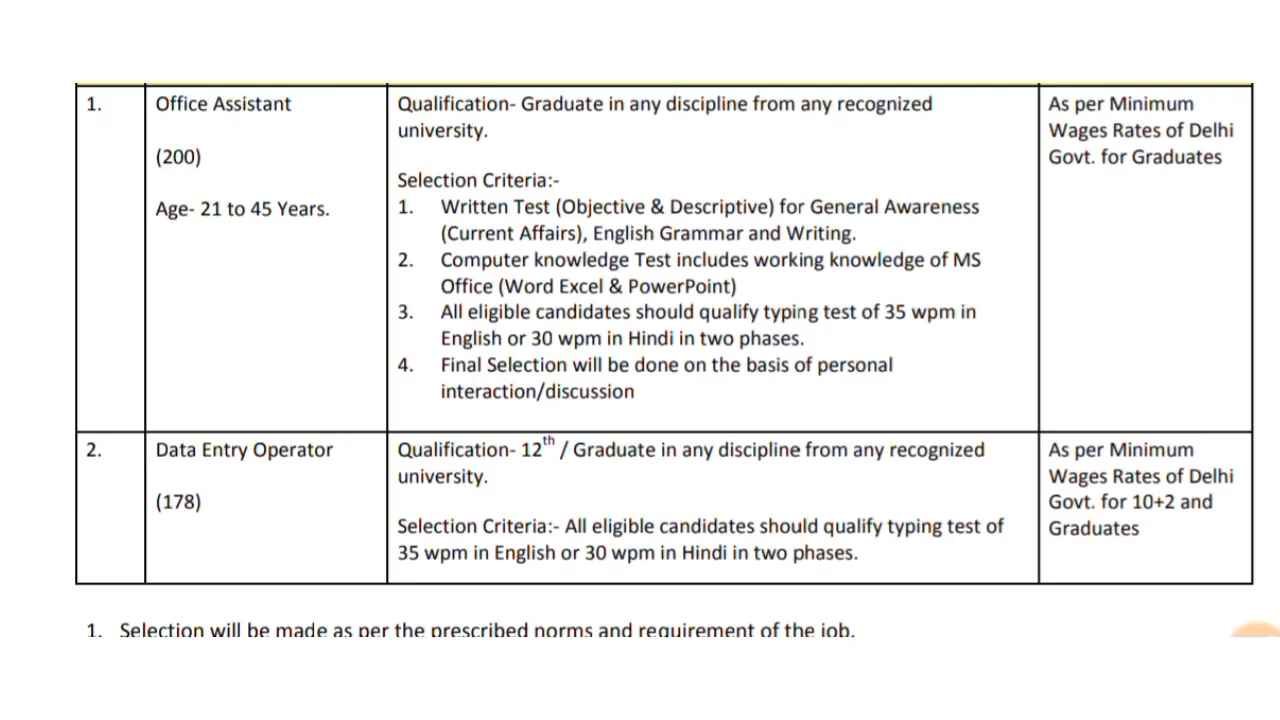 1.
Office Assistant
(200)
Age- 21 to 45 Years.
Qualification- Graduate in any discipline from any recognized
university.
Selection Criteria:-
1. Written Test (Objective & Descriptive) for General Awareness
(Current Affairs), English Grammar and Writing.
2. Computer knowledge Test includes working knowledge of MS
Office (Word Excel & PowerPoint)
3. All eligible candidates should qualify typing test of 35 wpm in
English or 30 wpm in Hindi in two phases.
4. Final Selection will be done on the basis of personal
interaction/discussion
As per Minimum
Wages Rates of Delhi
Govt. for Graduates
2.
Data Entry Operator
(178)
Qualification- 12th / Graduate in any discipline from any recognized
university.
Selection Criteria:- All eligible candidates should qualify typing test of
35 wpm in English or 30 wpm in Hindi in two phases.
As per Minimum
Wages Rates of Delhi
Govt. for 10+2 and
Graduates
1. Selection will be made as per the prescribed norms and requirement of the job.